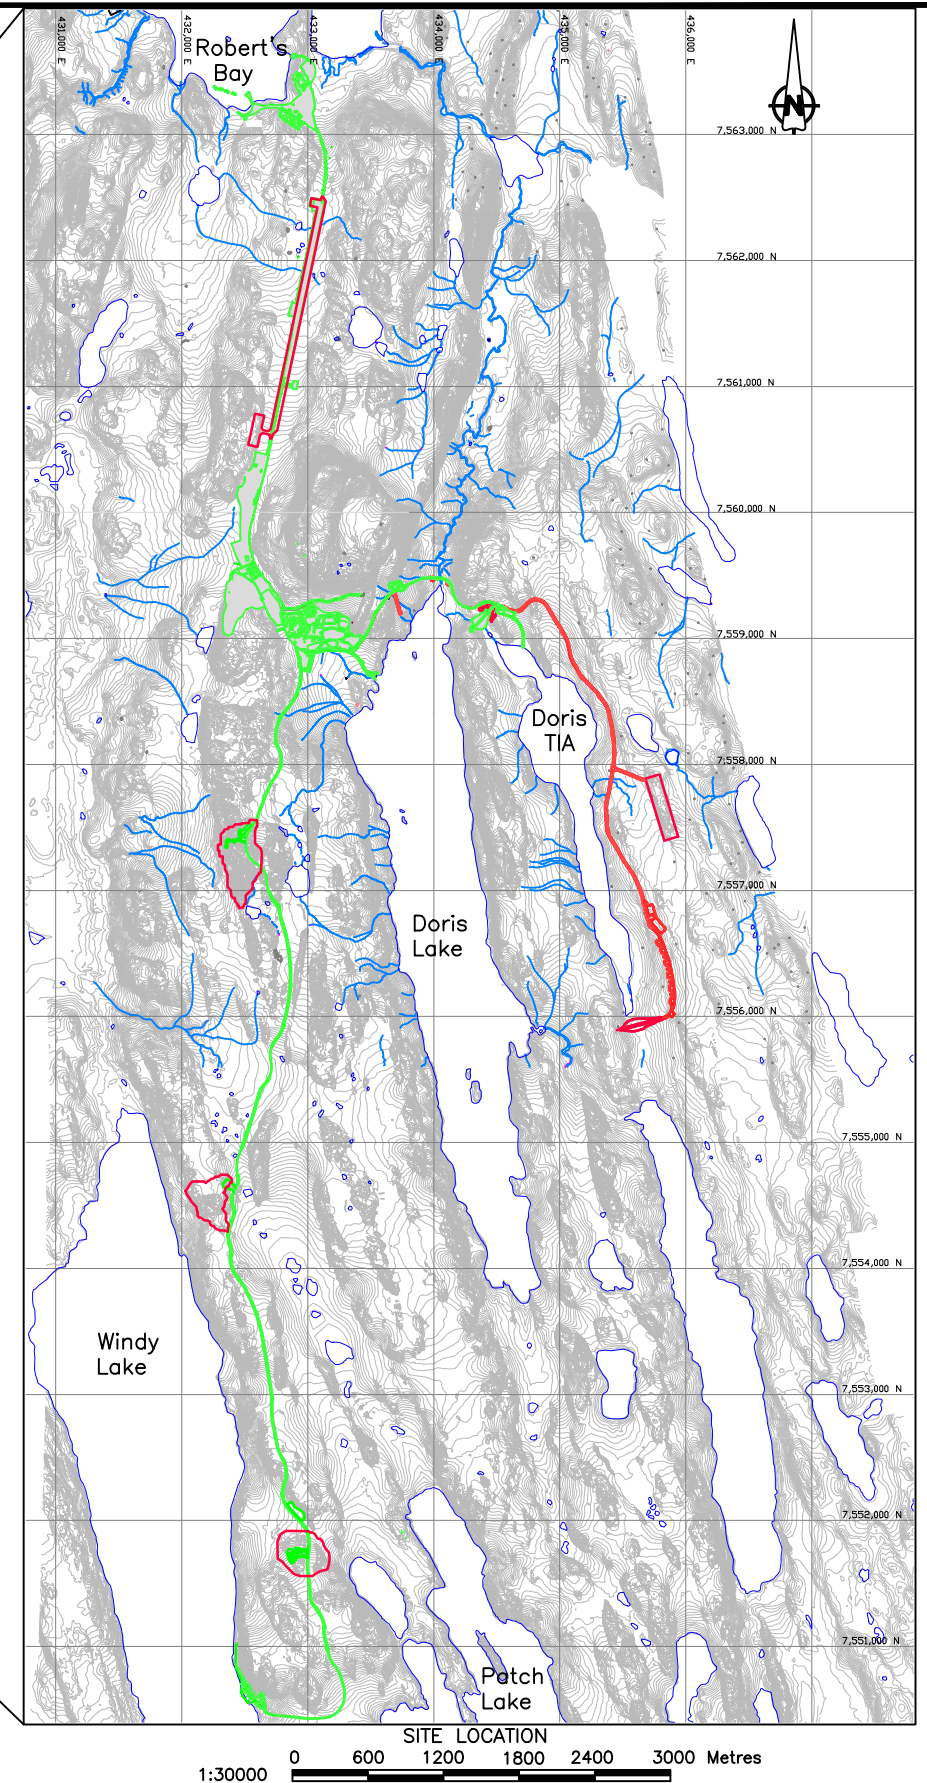 431,000 E
432,000 E
433,000 E
434,000 E
435,000 E
436,000 E
Robert's
Bay
N
7,563,000 N
7,562,000 N
7,561,000 N
7,560,000 N
7,559,000 N
Doris
TIA
7,558,000 N
7,557,000 N
Doris
Lake
7,556,000 N
7,555,000 N
7,554,000 N
Windy
Lake
7,553,000 N
7,552,000 N
7,551,000 N
Patch
Lake
SITE LOCATION
0 600 1200 1800 2400 3000 Metres
1:30000